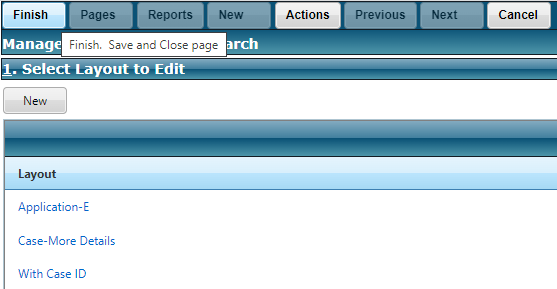 Finish Pages Reports New Actions Previous Next Cancel
Manage arch
Finish. Save and Close page
1. Select Layout to Edit
New
Layout
Application-E
Case-More Details
With Case ID